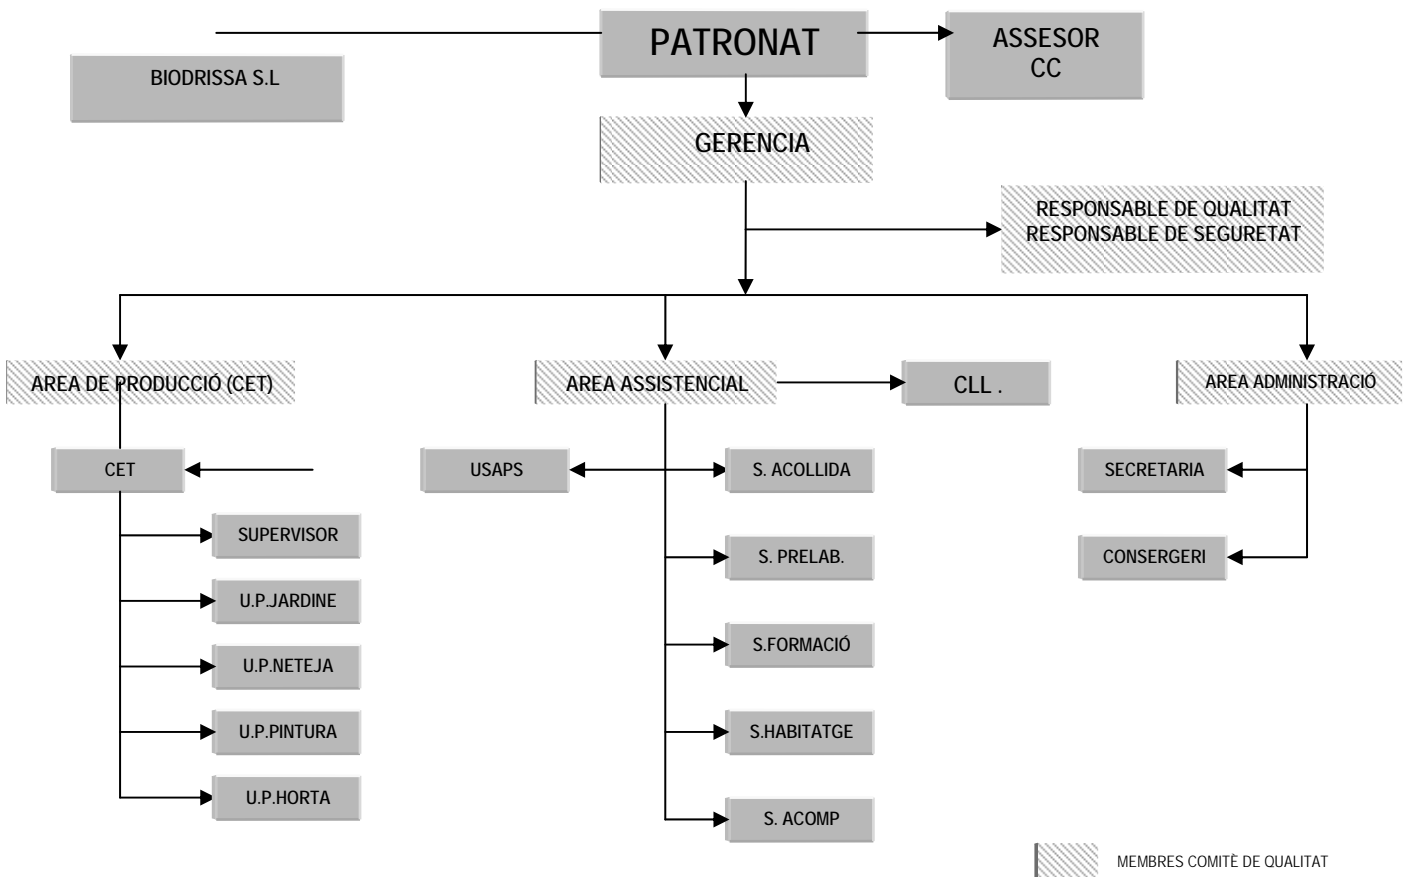 PATRONAT
ASSESOR
CC
BIODRISSA S.L
GERENCIA
RESPONSABLE DE QUALITAT
RESPONSABLE DE SEGURETAT
AREA DE PRODUCCIÓ (CET)
AREA ASSISTENCIAL
CLL .
AREA ADMINISTRACIÓ
CET
USAPS
S. ACOLLIDA
SECRETARIA
SUPERVISOR
S. PRELAB.
CONSERGERI
U.P.JARDINE
S.FORMACIÓ
U.P.NETEJA
U.P.PINTURA
S.HABITATGE
U.P.HORTA
S. ACOMP
MEMBRES COMITÈ DE QUALITAT